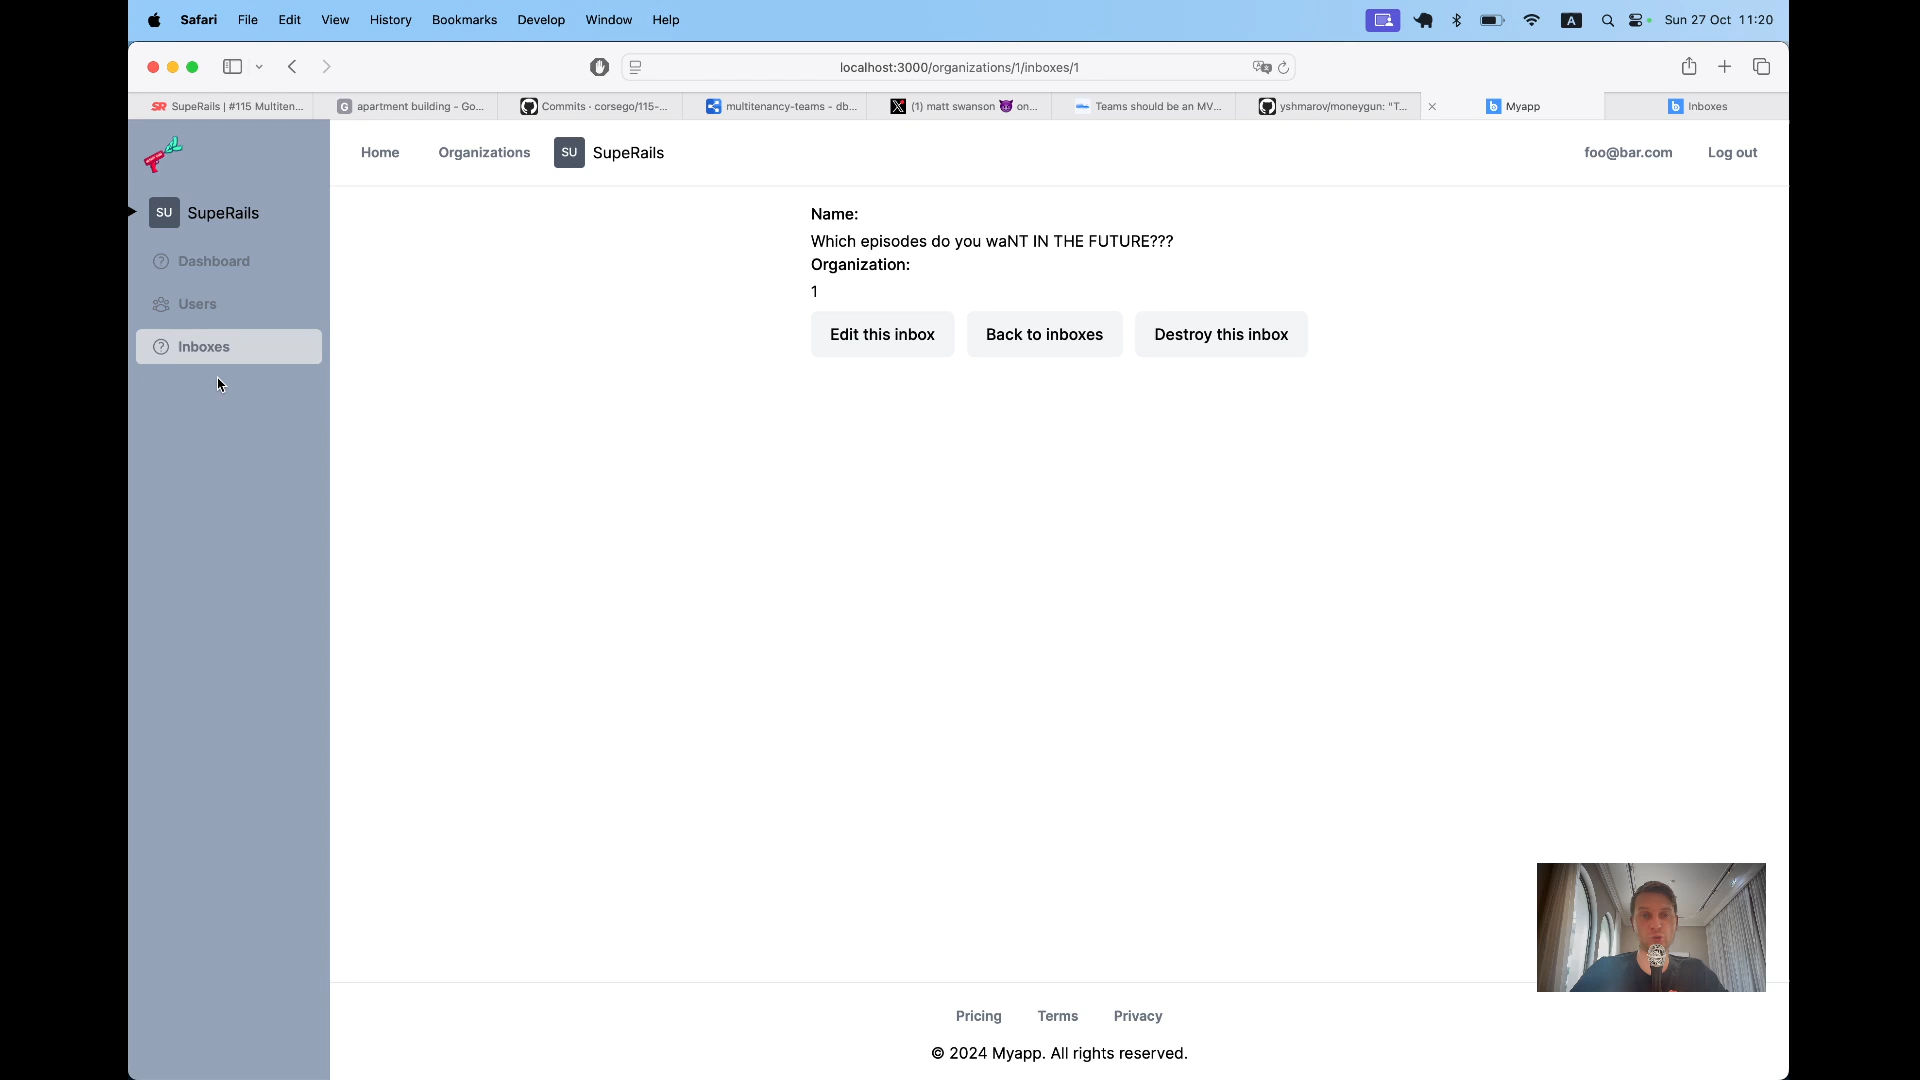 Safari File Edit View History Bookmarks Develop Window Help A Sun 27 Oct 11:20
localhost:3000/organizations/1/inboxes/1
SR SupeRails | #115 Multiten... G apartment building - Go... Commits · corsego/115-... multitenancy-teams - db... (1) matt swanson 😈 on... Teams should be an MV... yshmarov/moneygun: "T... b Myapp b Inboxes
Home Organizations SU SupeRails foo@bar.com Log out
SU SupeRails
Dashboard
Users
Inboxes
Name:
Which episodes do you waNT IN THE FUTURE???
Organization:
1
Edit this inbox Back to inboxes Destroy this inbox
Pricing Terms Privacy
© 2024 Myapp. All rights reserved.